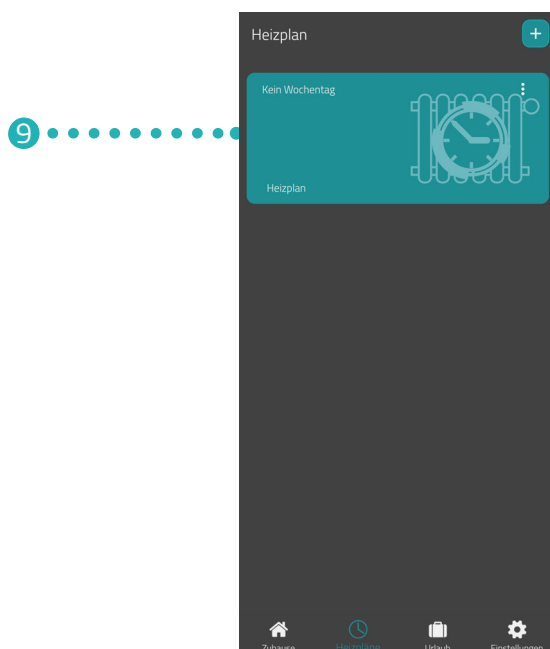 Heizplan
+
Kein Wochentag
9
Heizplan
Zuhause Heizpläne Urlaub Einstellungen